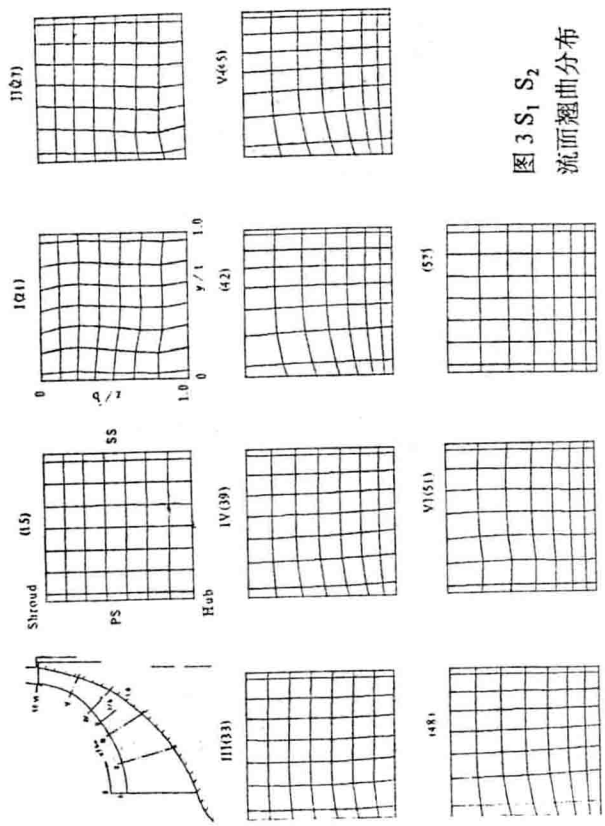 Shroud
(15)
PS
SS
Hub
I(21)
0
z/b
1.0
0
y/t
1.0
II(27)
III(33)
IV(39)
(42)
V(45)
(48)
VI(51)
(57)
图 3 S₁ S₂
流面翘曲分布